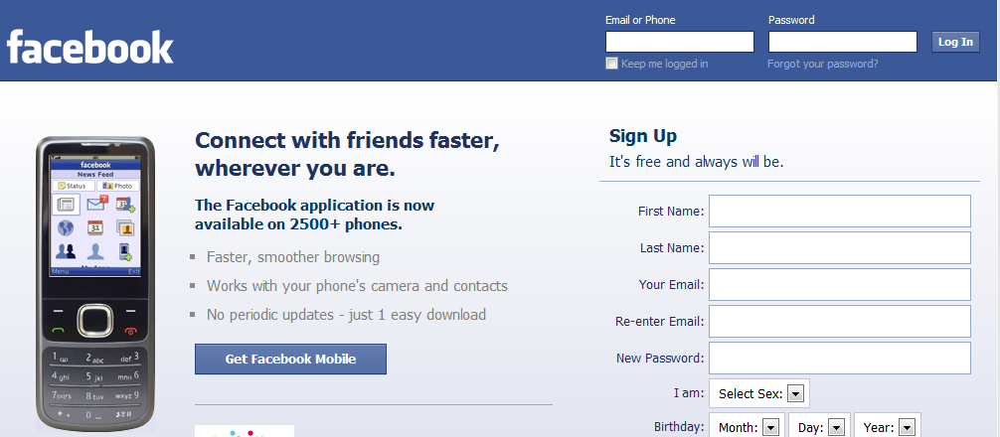 facebook
Email or Phone
Password
Log In
Keep me logged in
Forgot your password?
facebook
News Feed
Status
Photo
31
31
Menu
Exit
1
2 abc
def 3
4 ghi
5 jkl
mno 6
7 pqrs
8 tuv
wxyz 9
* +
0
#
Connect with friends faster,
wherever you are.
The Facebook application is now
available on 2500+ phones.
Faster, smoother browsing
Works with your phone's camera and contacts
No periodic updates - just 1 easy download
Get Facebook Mobile
Sign Up
It's free and always will be.
First Name:
Last Name:
Your Email:
Re-enter Email:
New Password:
I am:
Select Sex:
Birthday:
Month:
Day:
Year: